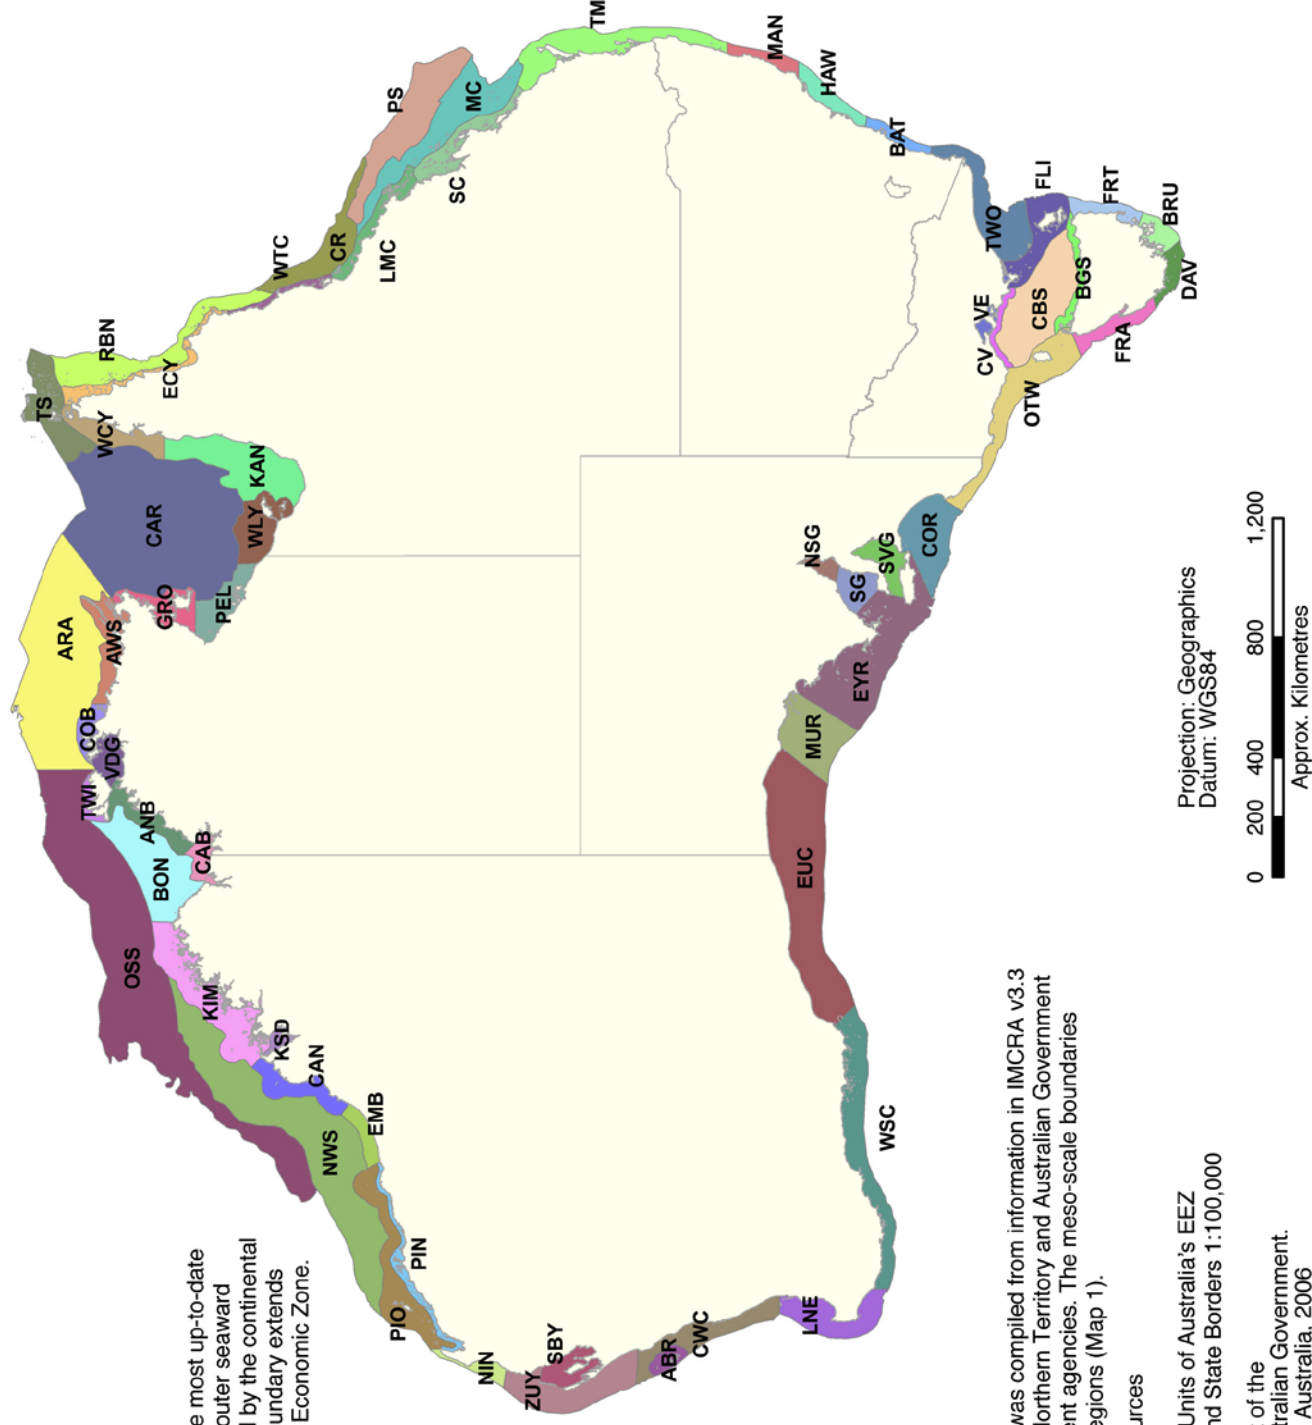 TS
RBN
ECY
WCY
CAR
KAN
WLY
PEL
GRO
ARA
AWS
COB
VDG
TWI
ANB
BON
CAB
OSS
KIM
KSD
CAN
EMB
NWS
PIN
PIO
NIN
ZUY
SBY
ABR
CWC
LNE
WSC
EUC
MUR
EYR
NSG
SG
SVG
COR
OTW
CV
VE
CBS
BGS
FRA
DAV
BRU
FRT
FLI
TWO
BAT
HAW
MAN
TM
SC
MC
PS
LMC
CR
WTC
most up-to-date
outer seaward
by the continental
undary extends
Economic Zone.
was compiled from information in IMCRA v3.3
orthern Territory and Australian Government
nt agencies. The meso-scale boundaries
egions (Map 1).
urces
Units of Australia's EEZ
nd State Borders 1:100,000
of the
tralian Government.
Australia, 2006
Projection: Geographics
Datum: WGS84
0 200 400 800 1,200
Approx. Kilometres